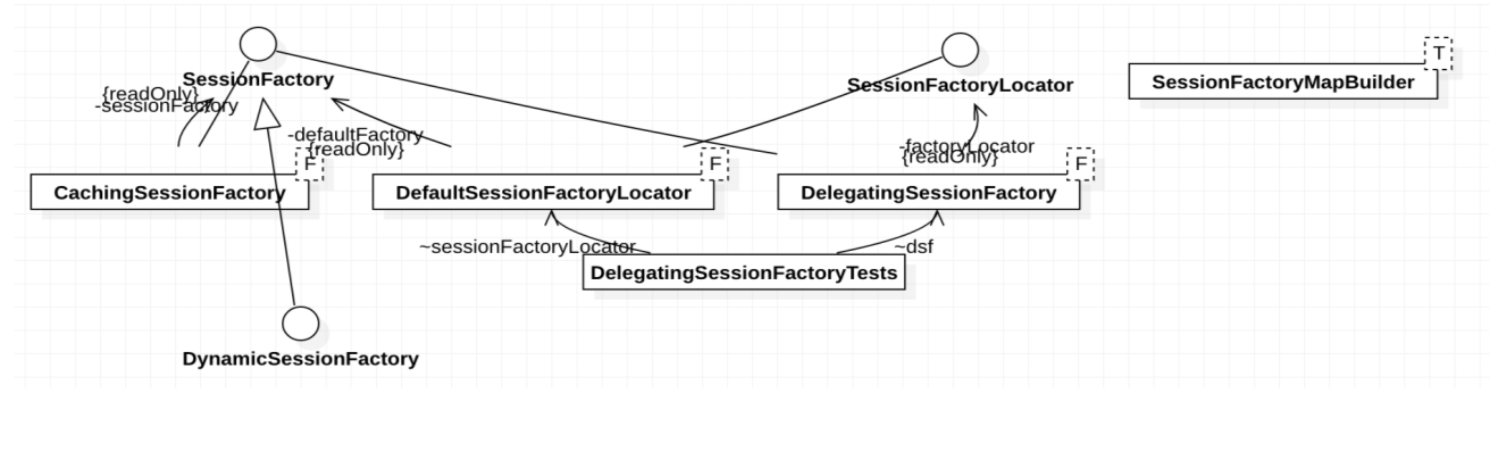 SessionFactory
{readOnly}
-sessionFactory
SessionFactoryLocator
T
SessionFactoryMapBuilder
-defaultFactory
{readOnly}
-factoryLocator
{readOnly}
F
CachingSessionFactory
F
DefaultSessionFactoryLocator
F
DelegatingSessionFactory
~sessionFactoryLocator
~dsf
DelegatingSessionFactoryTests
DynamicSessionFactory